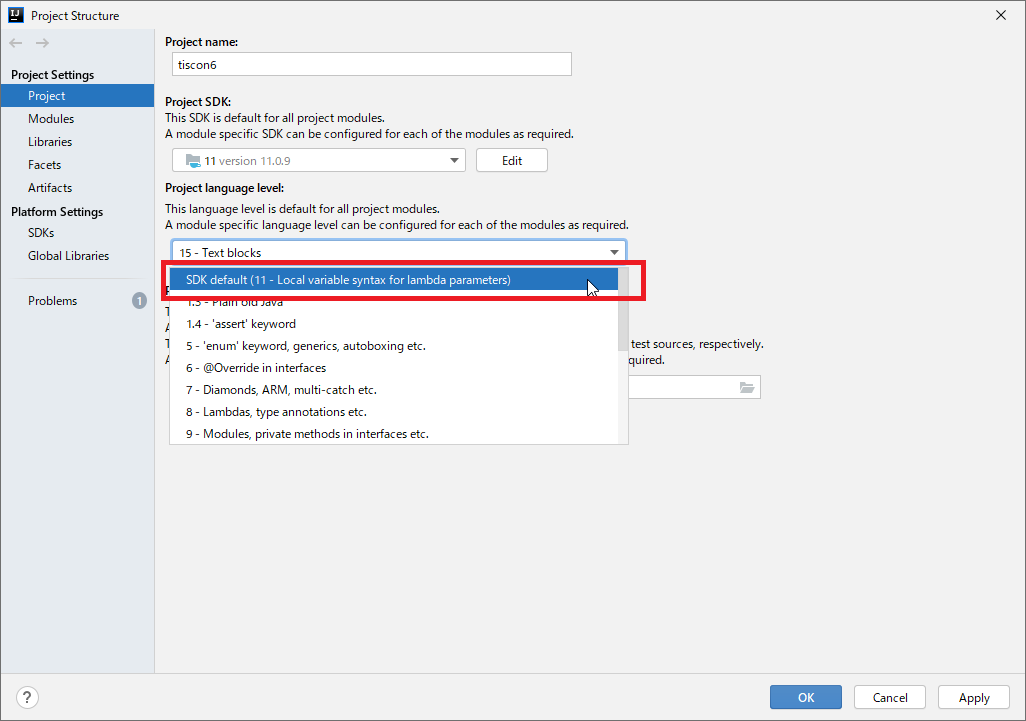 Project Structure
Project Settings
Project
Modules
Libraries
Facets
Artifacts
Platform Settings
SDKs
Global Libraries
Problems
1
Project name:
tiscon6
Project SDK:
This SDK is default for all project modules.
A module specific SDK can be configured for each of the modules as required.
11 version 11.0.9
Edit
Project language level:
This language level is default for all project modules.
A module specific language level can be configured for each of the modules as required.
15 - Text blocks
SDK default (11 - Local variable syntax for lambda parameters)
1.3 - Plain old Java
1.4 - 'assert' keyword
5 - 'enum' keyword, generics, autoboxing etc.
test sources, respectively.
6 - @Override in interfaces
7 - Diamonds, ARM, multi-catch etc.
8 - Lambdas, type annotations etc.
9 - Modules, private methods in interfaces etc.
?
OK
Cancel
Apply